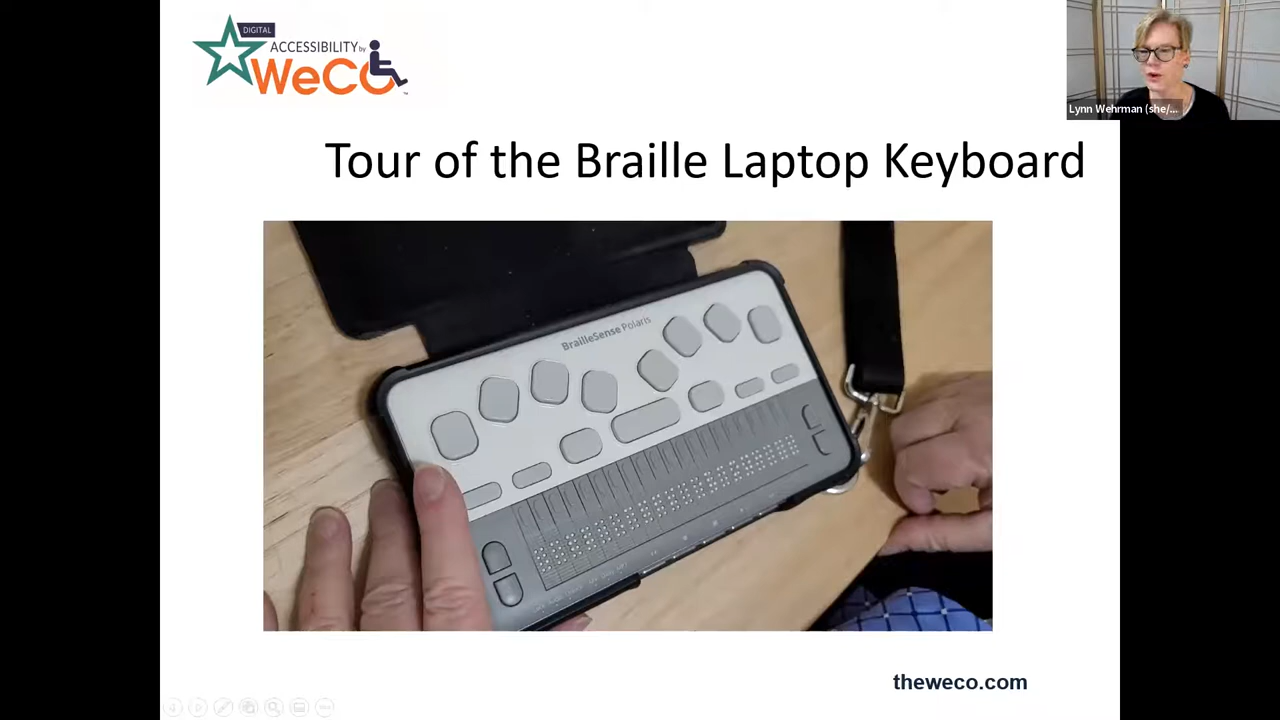 DIGITAL
ACCESSIBILITY by
WeCo
Lynn Wehrman (she/...
Tour of the Braille Laptop Keyboard
BrailleSense Polaris
theweco.com